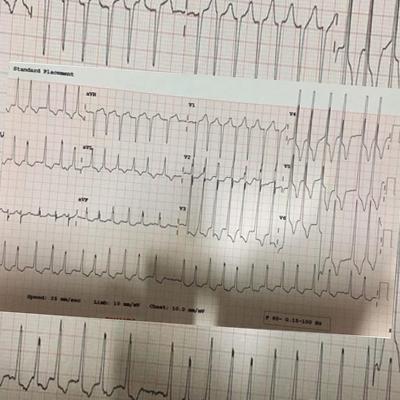 Standard Placement
aVR
V1
V4
aVL
V2
V5
aVF
V3
V6
Speed: 25 mm/sec Limb: 10 mm/mV Chest: 10.0 mm/mV
F 60~ 0.15-100 Hz